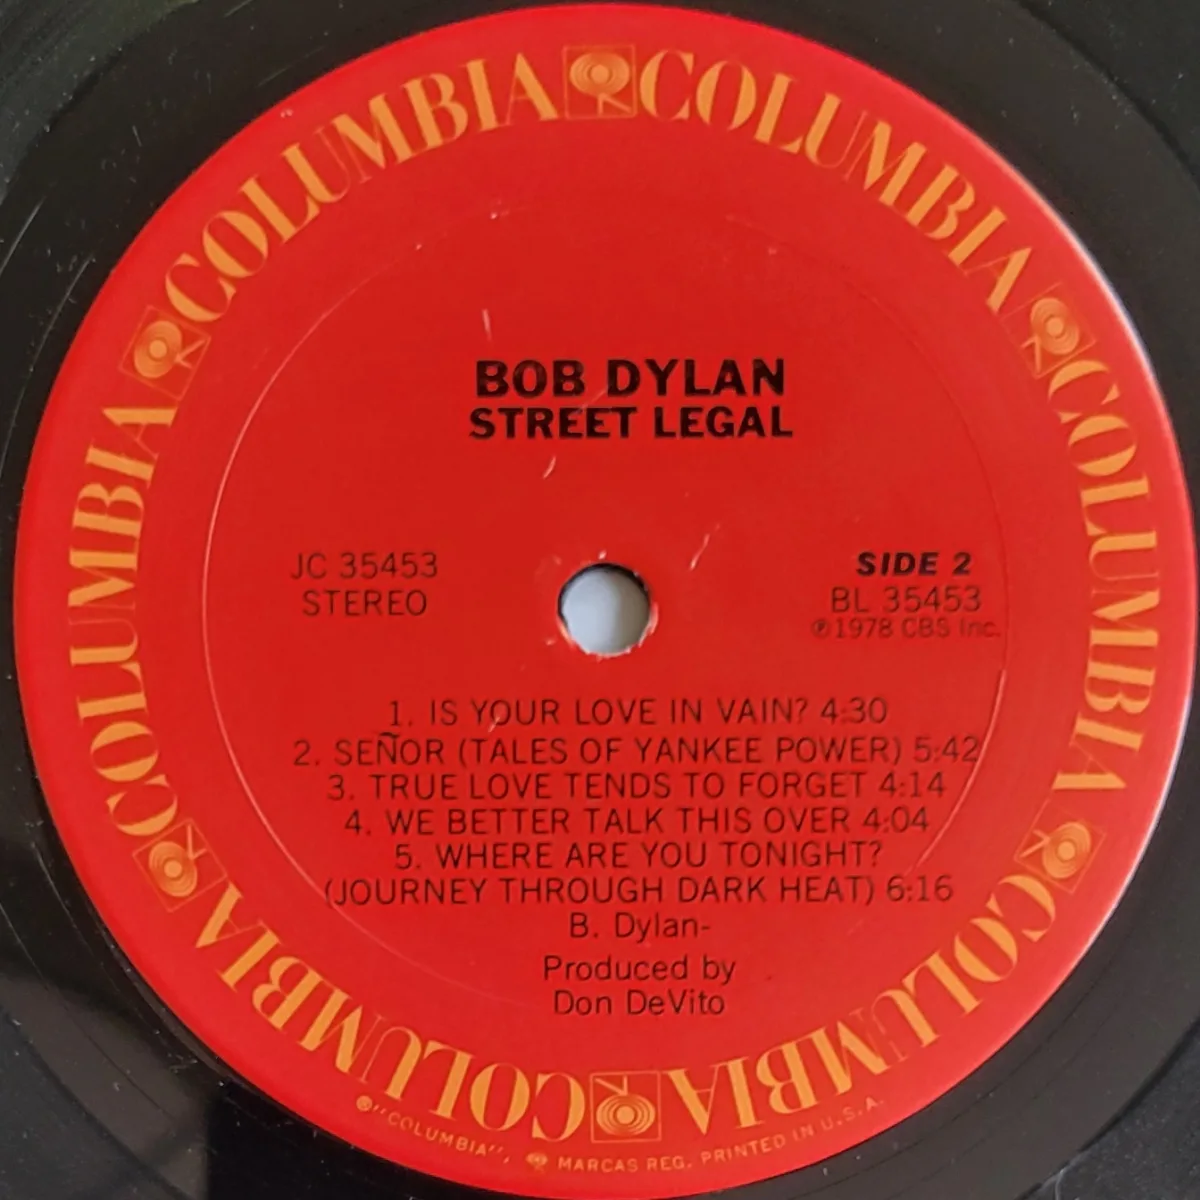 COLUMBIA COLUMBIA COLUMBIA COLUMBIA COLUMBIA COLUMBIA
BOB DYLAN
STREET LEGAL
JC 35453
STEREO
SIDE 2
BL 35453
℗1978 CBS Inc.
1. IS YOUR LOVE IN VAIN? 4:30
2. SEÑOR (TALES OF YANKEE POWER) 5:42
3. TRUE LOVE TENDS TO FORGET 4:14
4. WE BETTER TALK THIS OVER 4:04
5. WHERE ARE YOU TONIGHT?
(JOURNEY THROUGH DARK HEAT) 6:16
B. Dylan-
Produced by
Don DeVito
®"COLUMBIA", MARCAS REG. PRINTED IN U.S.A.